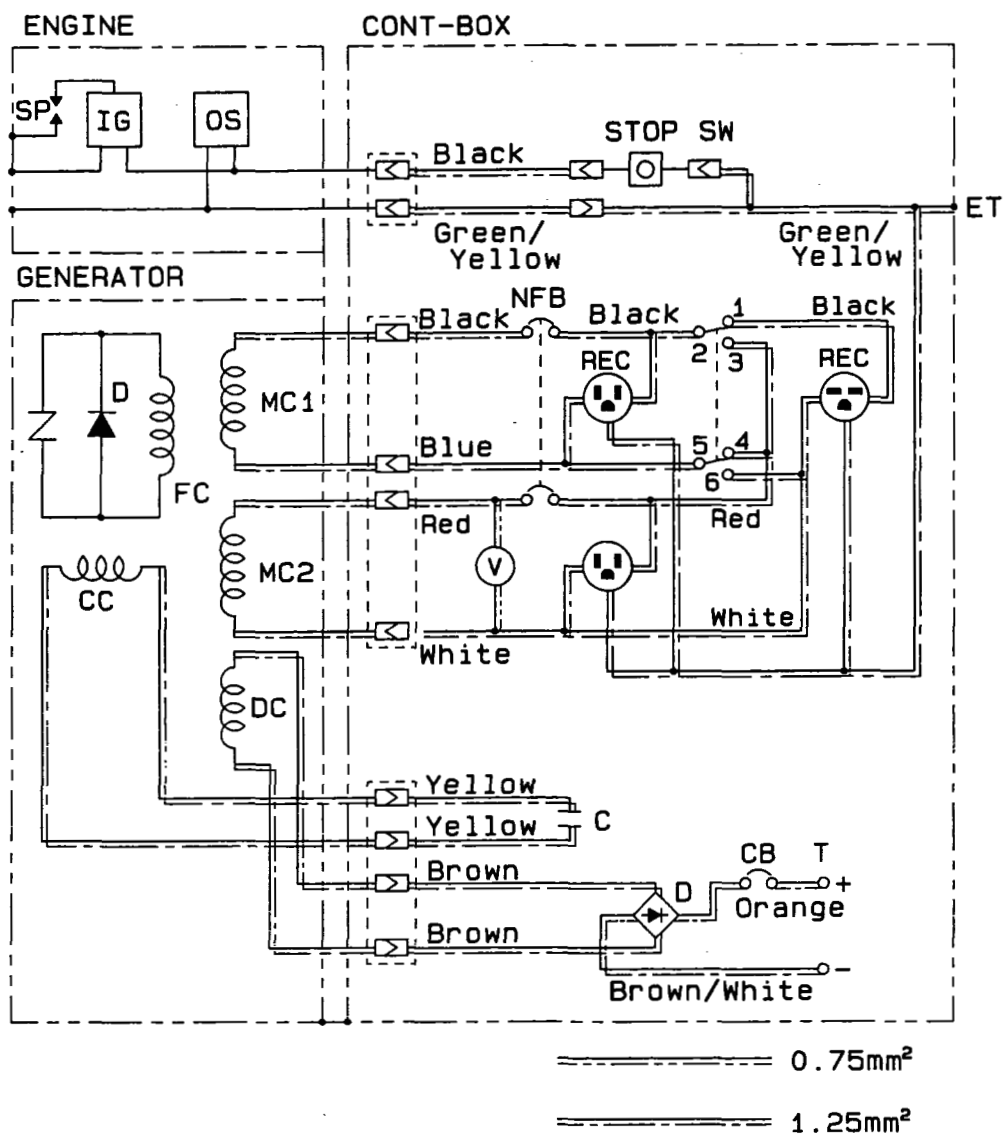 ENGINE
CONT-BOX
SP
IG
OS
STOP SW
Black
Green/
Yellow
Green/
Yellow
ET
GENERATOR
NFB
Black
Black
1
Black
2
3
D
REC
REC
MC1
Blue
5
4
6
FC
Red
Red
MC2
V
CC
White
White
DC
Yellow
C
Yellow
Brown
CB
T
D
+
Orange
Brown
-
Brown/White
0.75mm²
1.25mm²